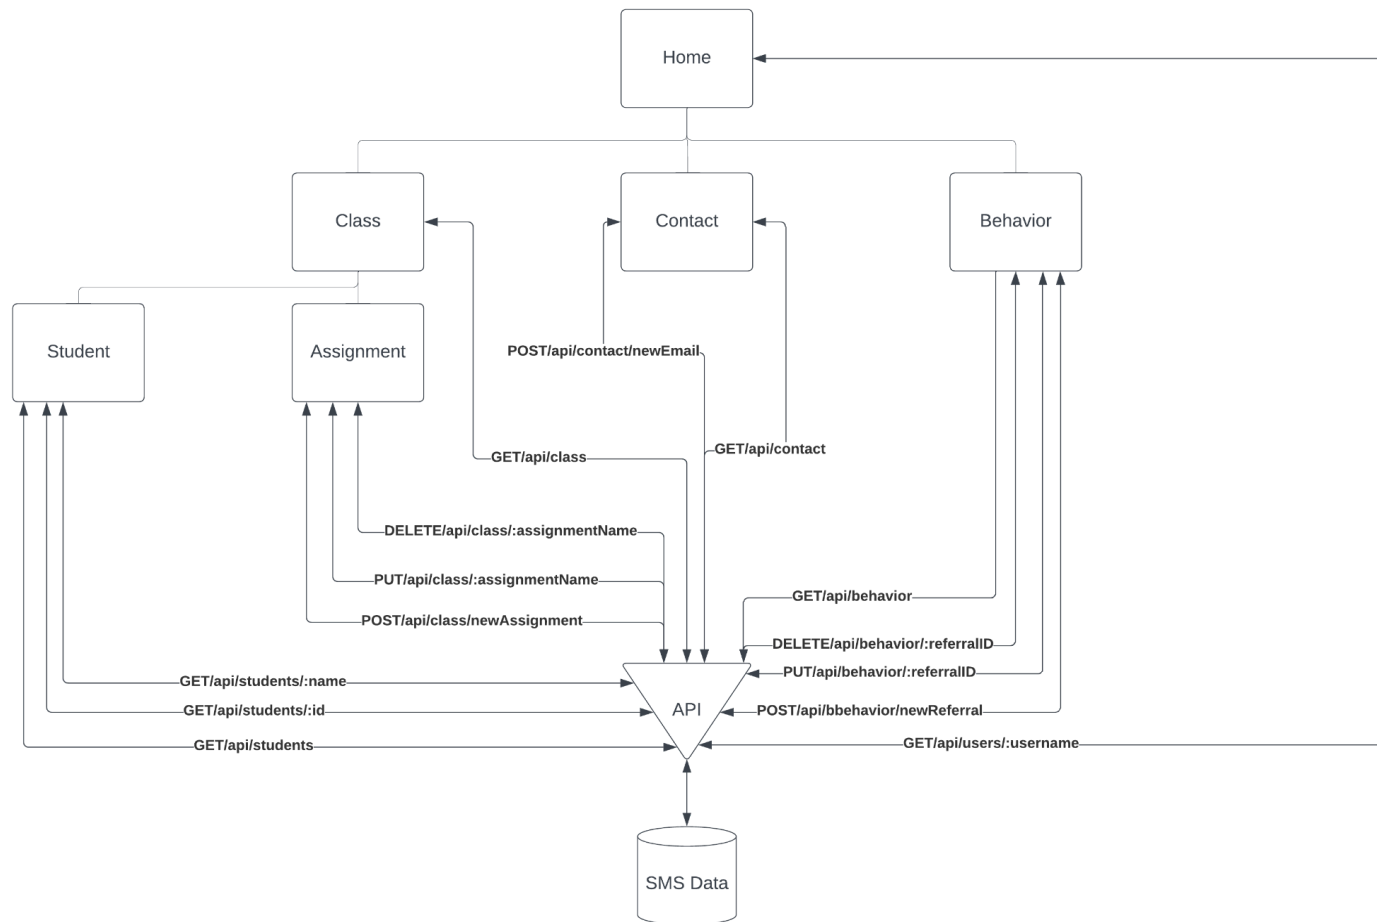 Home
Class
Contact
Behavior
Student
Assignment
POST/api/contact/newEmail
GET/api/contact
GET/api/class
DELETE/api/class/:assignmentName
PUT/api/class/:assignmentName
GET/api/behavior
POST/api/class/newAssignment
DELETE/api/behavior/:referralID
PUT/api/behavior/:referralID
GET/api/students/:name
GET/api/students/:id
API
POST/api/bbehavior/newReferral
GET/api/students
GET/api/users/:username
SMS Data